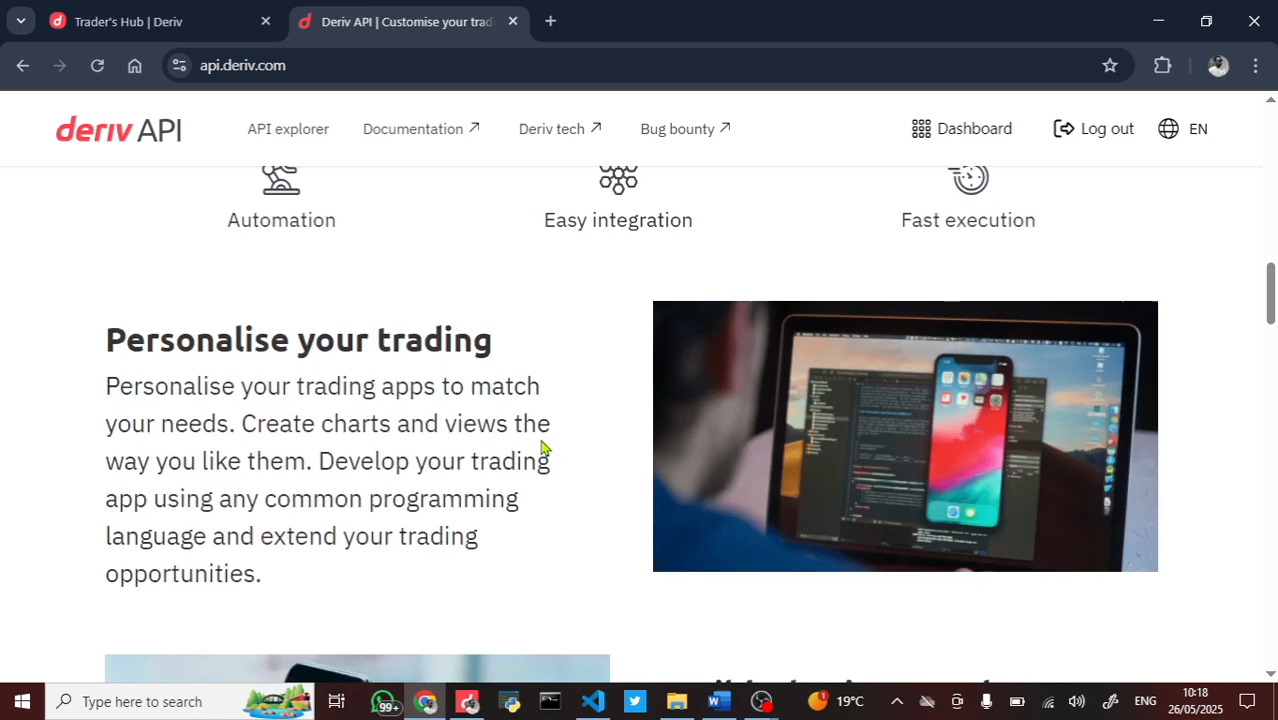 Trader's Hub | Deriv
Deriv API | Customise your tradi
api.deriv.com
deriv API
API explorer
Documentation
Deriv tech
Bug bounty
Dashboard
Log out
EN
Automation
Easy integration
Fast execution
Personalise your trading
Personalise your trading apps to match
your needs. Create charts and views the
way you like them. Develop your trading
app using any common programming
language and extend your trading
opportunities.
Type here to search
99+
1
19°C
ENG
10:18
26/05/2025